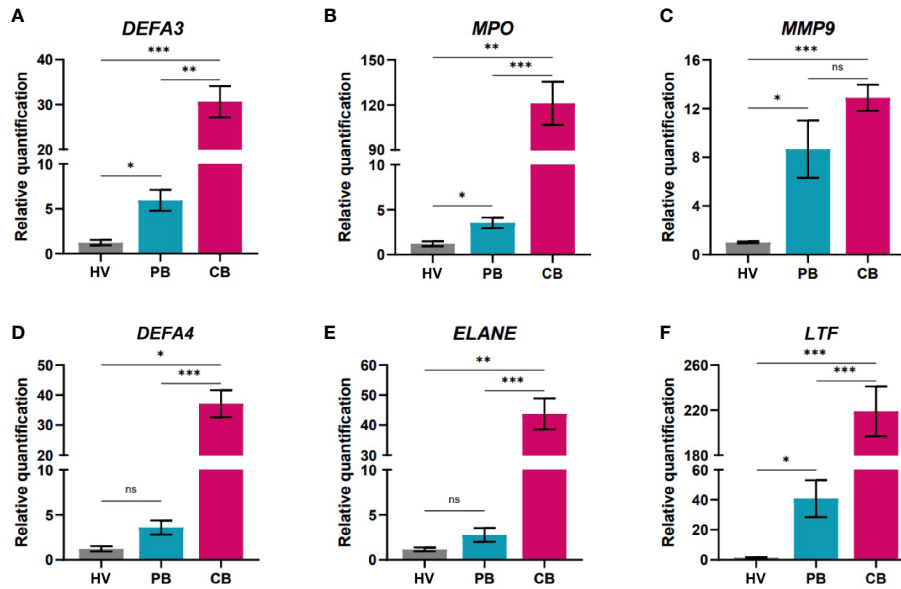 A
DEFA3
Relative quantification
40
30
20
10
5
0
***
**
*
HV PB CB
B
MPO
Relative quantification
150
120
90
10
5
0
**
***
*
HV PB CB
C
MMP9
Relative quantification
16
12
8
4
0
***
ns
*
HV PB CB
D
DEFA4
Relative quantification
50
40
30
20
10
5
0
*
***
ns
HV PB CB
E
ELANE
Relative quantification
60
50
40
30
10
5
0
**
***
ns
HV PB CB
F
LTF
Relative quantification
260
220
180
60
40
20
0
***
***
*
HV PB CB